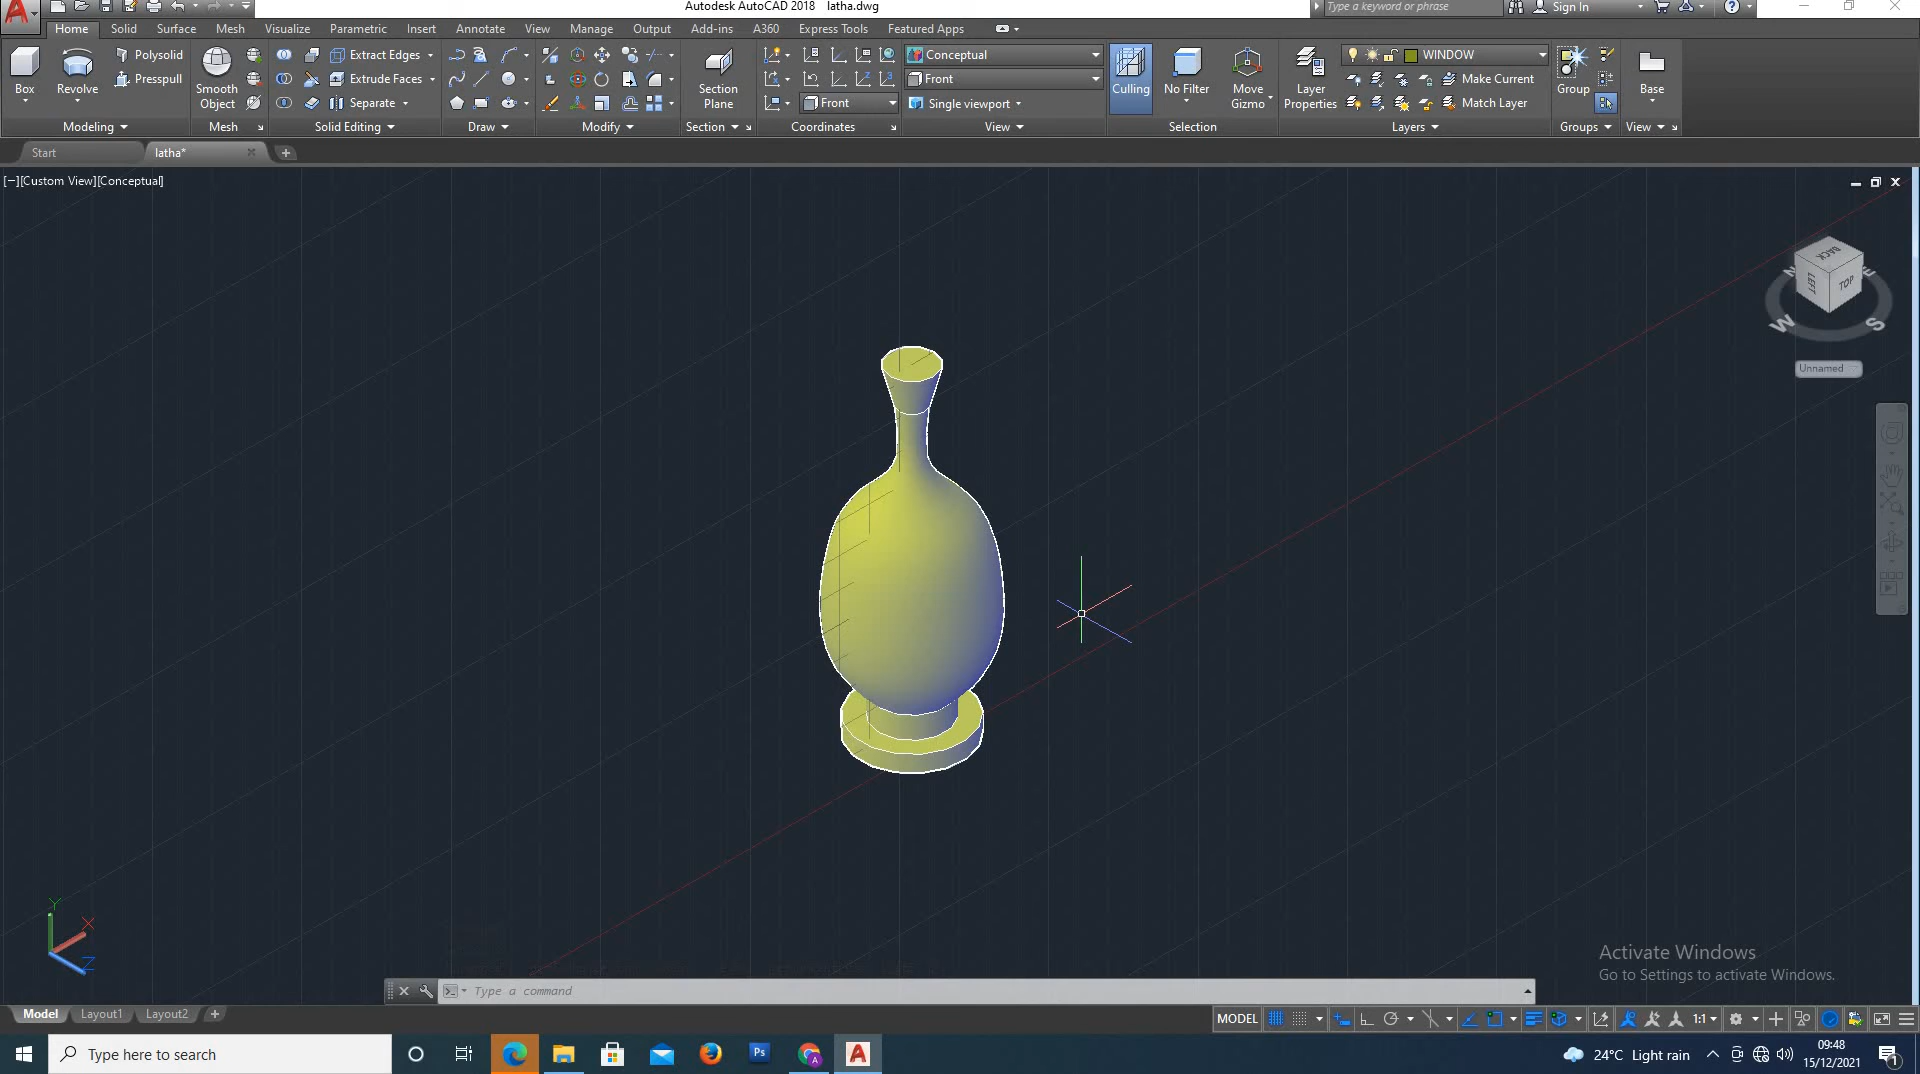 Autodesk AutoCAD 2018 latha.dwg
Type a keyword or phrase
Sign In
Home Solid Surface Mesh Visualize Parametric Insert Annotate View Manage Output Add-ins A360 Express Tools Featured Apps
Box
Revolve
Polysolid
Presspull
Modeling
Smooth
Object
Mesh
Extract Edges
Extrude Faces
Separate
Solid Editing
Draw
Modify
Section
Plane
Section
Front
Coordinates
Conceptual
Front
Single viewport
View
Culling
No Filter
Move
Gizmo
Selection
Layer
Properties
WINDOW
Make Current
Match Layer
Layers
Group
Groups
Base
View
Start
latha*
[−][Custom View][Conceptual]
BACK
LEFT
TOP
N
E
W
S
Unnamed
Y
X
Z
Activate Windows
Go to Settings to activate Windows.
Type a command
Model Layout1 Layout2
MODEL
1:1
Type here to search
Ps
A
24°C Light rain
09:48
15/12/2021
1